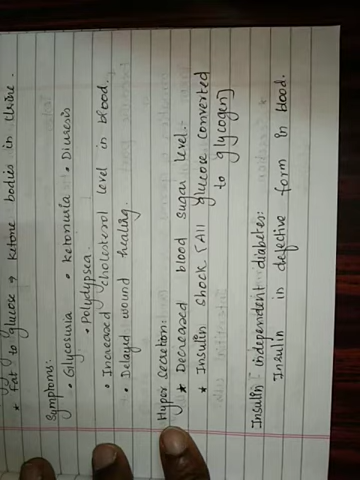 * Fat to glucose → ketone bodies in Urine.
Symptoms:
• Glycosuria • Ketonuria • Diuresis
• Polydypsea.
• Increased cholesterol level in blood.
• Delayed wound healing.
Hyper secretion:
* Decreased blood sugar level.
* Insulin shock (All glucose converted
to glycogen)
Insulin independent diabetes:
Insulin in defective form in blood.